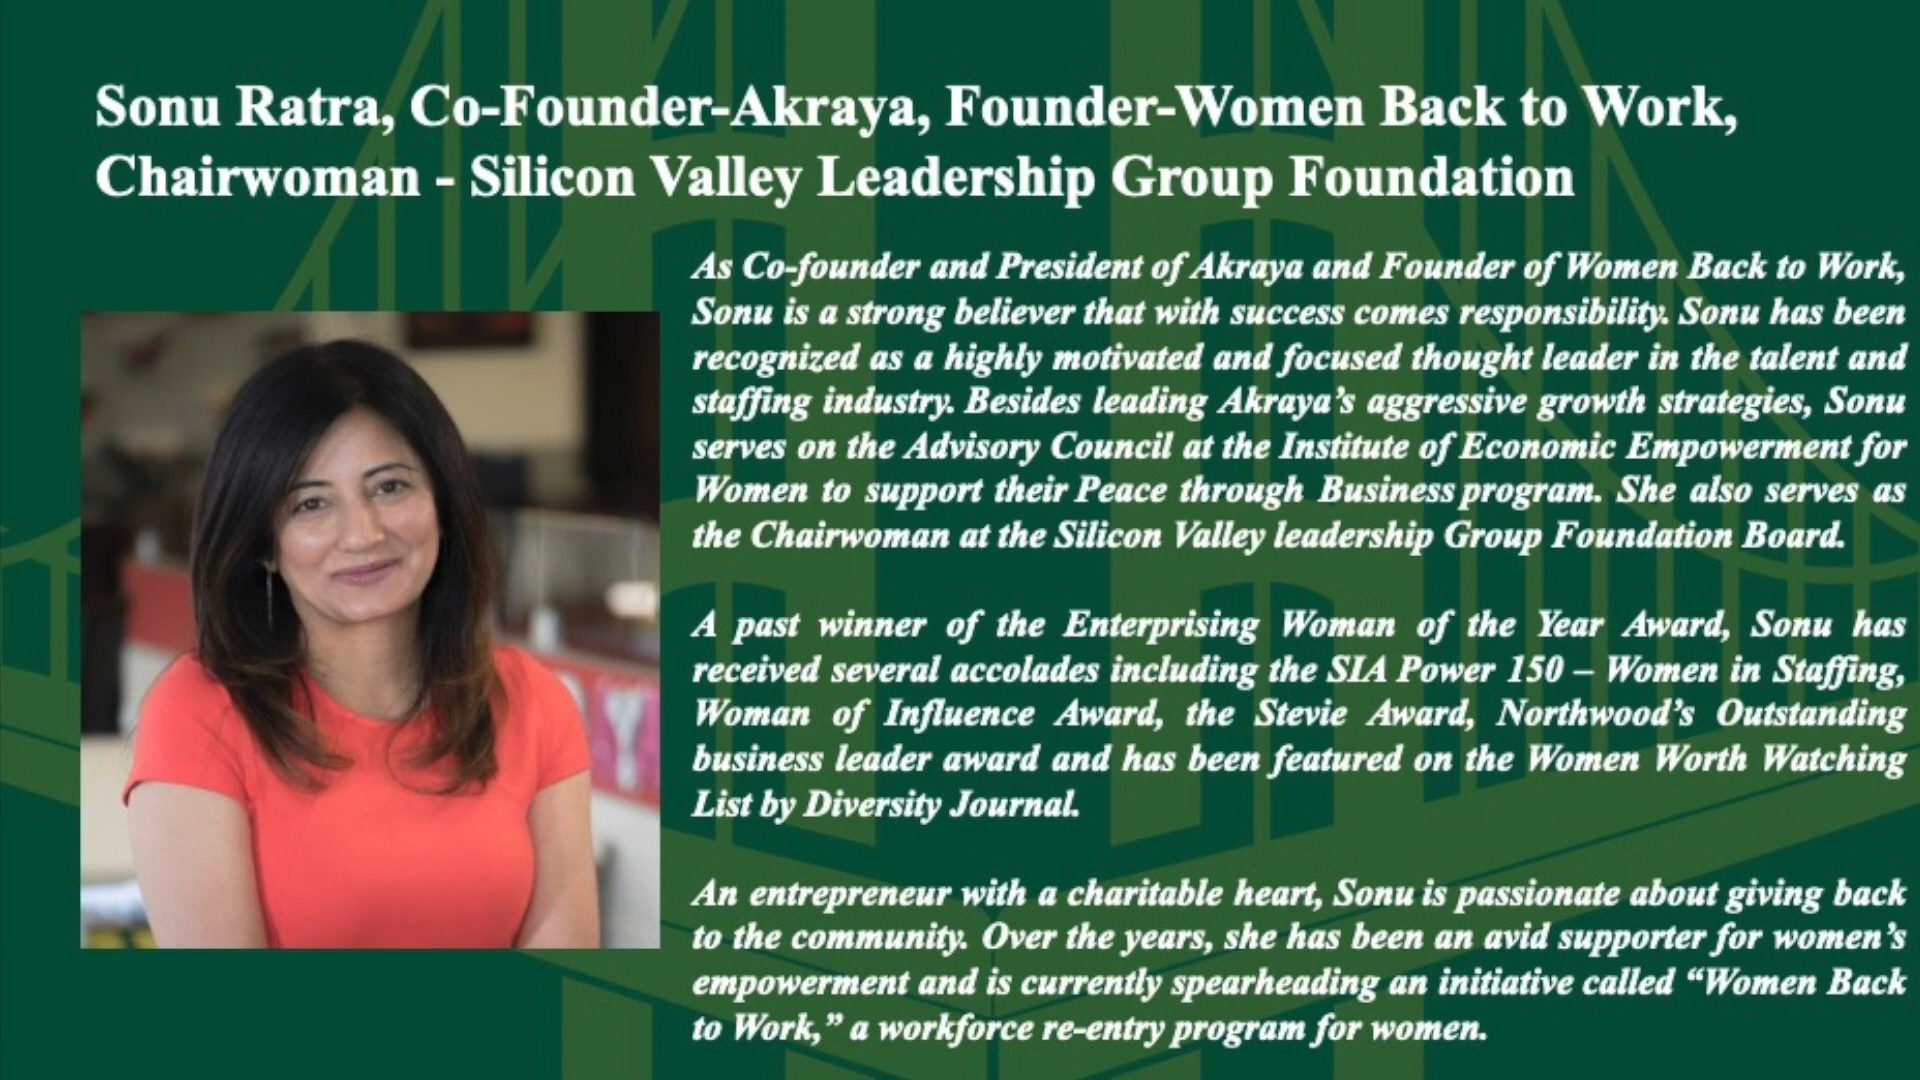 Sonu Ratra, Co-Founder-Akraya, Founder-Women Back to Work,
Chairwoman - Silicon Valley Leadership Group Foundation
As Co-founder and President of Akraya and Founder of Women Back to Work,
Sonu is a strong believer that with success comes responsibility. Sonu has been
recognized as a highly motivated and focused thought leader in the talent and
staffing industry. Besides leading Akraya’s aggressive growth strategies, Sonu
serves on the Advisory Council at the Institute of Economic Empowerment for
Women to support their Peace through Business program. She also serves as
the Chairwoman at the Silicon Valley leadership Group Foundation Board.
A past winner of the Enterprising Woman of the Year Award, Sonu has
received several accolades including the SIA Power 150 – Women in Staffing,
Woman of Influence Award, the Stevie Award, Northwood’s Outstanding
business leader award and has been featured on the Women Worth Watching
List by Diversity Journal.
An entrepreneur with a charitable heart, Sonu is passionate about giving back
to the community. Over the years, she has been an avid supporter for women’s
empowerment and is currently spearheading an initiative called “Women Back
to Work,” a workforce re-entry program for women.